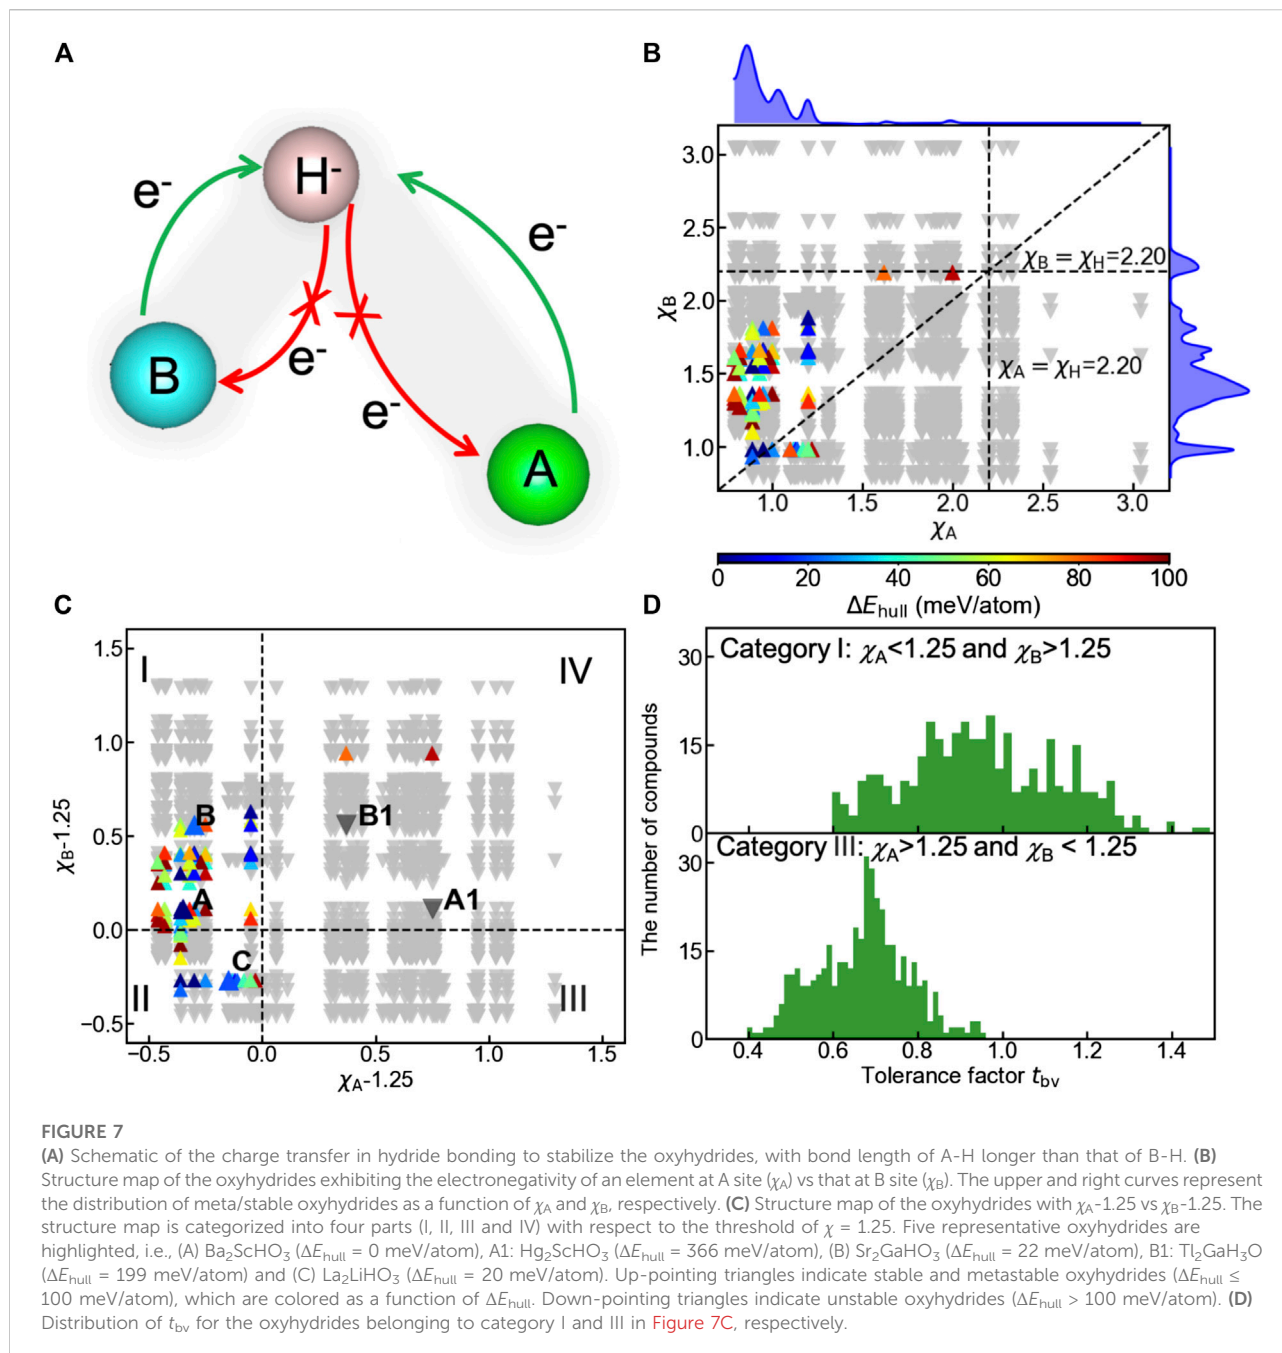 A
H-
e-
e-
e-
e-
B
A
B
3.0
2.5
2.0
1.5
1.0
χB
χB = χH=2.20
χA = χH=2.20
1.0 1.5 2.0 2.5 3.0
χA
0 20 40 60 80 100
ΔEhull (meV/atom)
C
1.5
1.0
0.5
0.0
−0.5
χB-1.25
I
IV
B
B1
A
A1
C
II
III
−0.5 0.0 0.5 1.0 1.5
χA-1.25
D
Category I: χA<1.25 and χB>1.25
30
15
0
Category III: χA>1.25 and χB < 1.25
30
15
0
The number of compounds
0.4 0.6 0.8 1.0 1.2 1.4
Tolerance factor tbv
FIGURE 7
(A) Schematic of the charge transfer in hydride bonding to stabilize the oxyhydrides, with bond length of A-H longer than that of B-H. (B)
Structure map of the oxyhydrides exhibiting the electronegativity of an element at A site (χA) vs that at B site (χB). The upper and right curves represent
the distribution of meta/stable oxyhydrides as a function of χA and χB, respectively. (C) Structure map of the oxyhydrides with χA-1.25 vs χB-1.25. The
structure map is categorized into four parts (I, II, III and IV) with respect to the threshold of χ = 1.25. Five representative oxyhydrides are
highlighted, i.e., (A) Ba2ScHO3 (ΔEhull = 0 meV/atom), A1: Hg2ScHO3 (ΔEhull = 366 meV/atom), (B) Sr2GaHO3 (ΔEhull = 22 meV/atom), B1: Tl2GaH3O
(ΔEhull = 199 meV/atom) and (C) La2LiHO3 (ΔEhull = 20 meV/atom). Up-pointing triangles indicate stable and metastable oxyhydrides (ΔEhull ≤
100 meV/atom), which are colored as a function of ΔEhull. Down-pointing triangles indicate unstable oxyhydrides (ΔEhull > 100 meV/atom). (D)
Distribution of tbv for the oxyhydrides belonging to category I and III in Figure 7C, respectively.